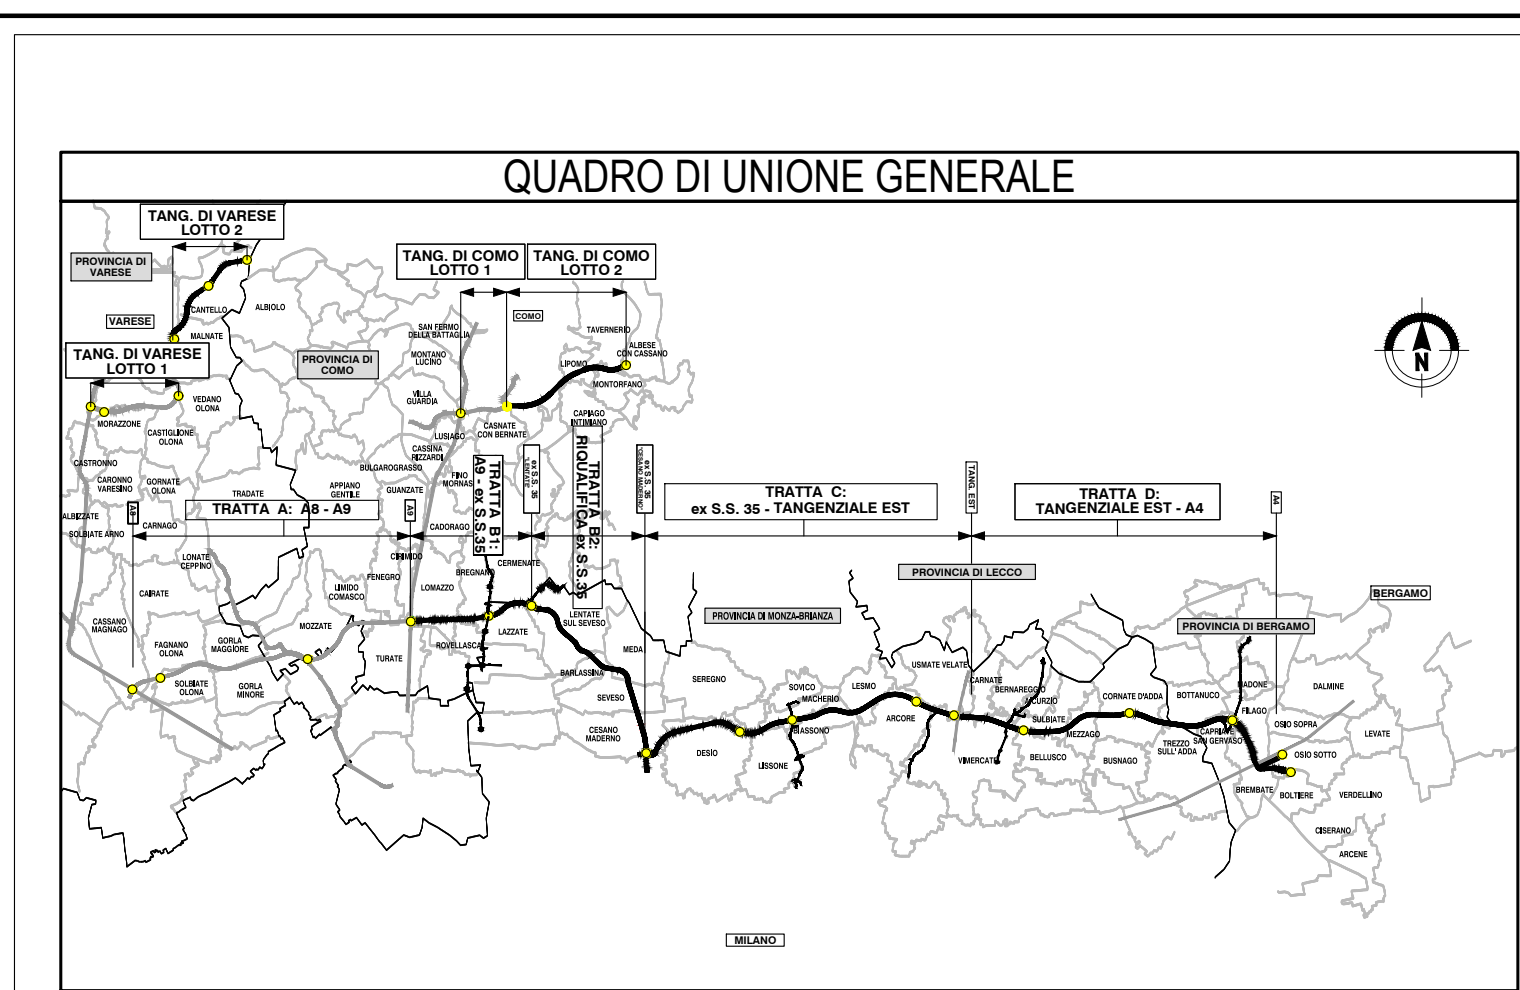 QUADRO DI UNIONE GENERALE
TANG. DI VARESE
LOTTO 2
PROVINCIA DI
VARESE
CANTELLO
ALBIOLO
VARESE
MALNATE
TANG. DI VARESE
LOTTO 1
VEDANO
OLONA
MORAZZONE
CASTIGLIONE
OLONA
PROVINCIA DI
COMO
TANG. DI COMO
LOTTO 1
TANG. DI COMO
LOTTO 2
COMO
SAN FERMO
DELLA BATTAGLIA
MONTANO
LUCINO
TAVERNERIO
ALBESE
CON CASSANO
LIPOMO
MONTORFANO
VILLA
GUARDIA
LUSIAGO
CASNATE
CON BERNATE
CAPIAGO
INTIMIANO
N
CASTRONNO
CARONNO
VARESINO
GORNATE
OLONA
BULGAROGRASSO
CASSINA
RIZZARDI
FINO
MORNAS
TRADATE
APPIANO
GENTILE
GUANZATE
ALBIZZATE
SOLBIATE ARNO
CARNAGO
A8
TRATTA A: A8 - A9
A9
CADORAGO
TRATTA B1:
A9 - ex S.S.35
ex S.S. 35
"LENTATE"
TRATTA B2:
RIQUALIFICA ex S.S.35
ex S.S. 35
"CESANO MADERNO"
TRATTA C:
ex S.S. 35 - TANGENZIALE EST
TANG. EST
TRATTA D:
TANGENZIALE EST - A4
A4
LONATE
CEPPINO
CIRIMIDO
FENEGRO
LOMAZZO
BREGNANO
CERMENATE
LIMIDO
COMASCO
CAIRATE
CASSANO
MAGNAGO
FAGNANO
OLONA
GORLA
MAGGIORE
MOZZATE
TURATE
ROVELLASCA
LAZZATE
LENTATE
SUL SEVESO
SOLBIATE
OLONA
GORLA
MINORE
MEDA
BARLASSINA
SEVESO
CESANO
MADERNO
PROVINCIA DI MONZA-BRIANZA
PROVINCIA DI LECCO
BERGAMO
PROVINCIA DI BERGAMO
SEREGNO
DESIO
LISSONE
SOVICO
MACHERIO
BIASSONO
LESMO
USMATE VELATE
ARCORE
CARNATE
BERNAREGGIO
VIMERCATE
SULBIATE
BELLUSCO
MEZZAGO
CORNATE D'ADDA
BUSNAGO
BOTTANUCO
TREZZO
SULL' ADDA
MADONE
FILAGO
CAPRIATE
SAN GERVASO
DALMINE
OSIO SOPRA
OSIO SOTTO
LEVATE
BREMBATE
BOLTIERE
VERDELLINO
CISERANO
ARCENE
MILANO